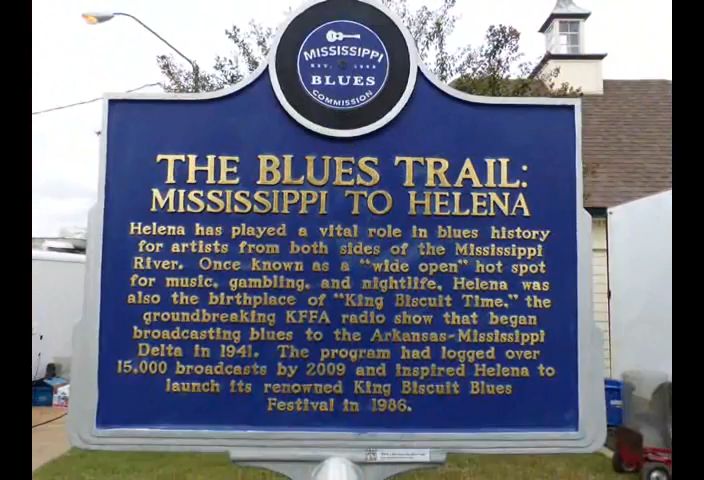 MISSISSIPPI
BLUES
COMMISSION
THE BLUES TRAIL:
MISSISSIPPI TO HELENA
Helena has played a vital role in blues history
for artists from both sides of the Mississippi
River. Once known as a "wide open" hot spot
for music, gambling, and nightlife, Helena was
also the birthplace of "King Biscuit Time," the
groundbreaking KFFA radio show that began
broadcasting blues to the Arkansas-Mississippi
Delta in 1941. The program had logged over
15,000 broadcasts by 2009 and inspired Helena to
launch its renowned King Biscuit Blues
Festival in 1986.